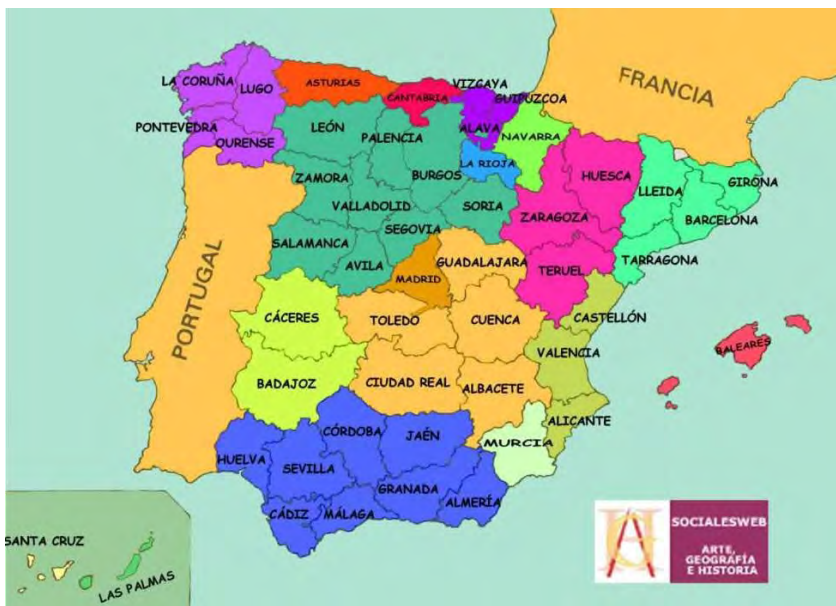 FRANCIA
LA CORUÑA
LUGO
ASTURIAS
CANTABRIA
VIZGAYA
GUIPÚZCOA
PONTEVEDRA
OURENSE
LEÓN
PALENCIA
ALAVA
NAVARRA
BURGOS
LA RIOJA
HUESCA
LLEIDA
GIRONA
ZAMORA
VALLADOLID
SORIA
ZARAGOZA
BARCELONA
SEGOVIA
SALAMANCA
AVILA
MADRID
GUADALAJARA
TERUEL
TARRAGONA
PORTUGAL
CÁCERES
TOLEDO
CUENCA
CASTELLÓN
VALENCIA
BALEARES
BADAJOZ
CIUDAD REAL
ALBACETE
ALICANTE
CÓRDOBA
JAÉN
MURCIA
HUELVA
SEVILLA
GRANADA
ALMERÍA
CÁDIZ
MÁLAGA
SANTA CRUZ
LAS PALMAS
SOCIALESWEB
ARTE,
GEOGRAFÍA
E HISTORIA